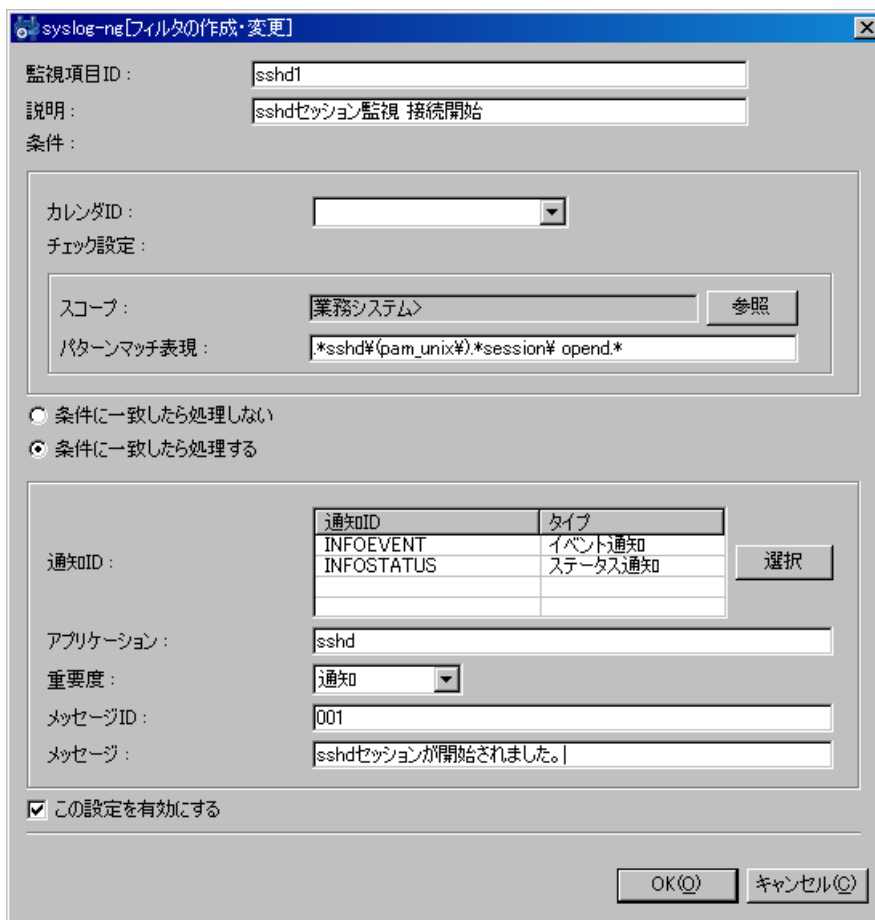 syslog-ng[フィルタの作成・変更]
監視項目ID： sshd1
説明： sshdセッション監視 接続開始
条件：
カレンダID：
チェック設定：
スコープ： 業務システム> 参照
パターンマッチ表現： .*sshd¥(pam_unix¥).*session¥ opend.*
条件に一致したら処理しない
条件に一致したら処理する
通知ID タイプ
INFOEVENT イベント通知
通知ID： INFOSTATUS ステータス通知 選択
アプリケーション： sshd
重要度： 通知
メッセージID： 001
メッセージ： sshdセッションが開始されました。
この設定を有効にする
OK(O) キャンセル(C)